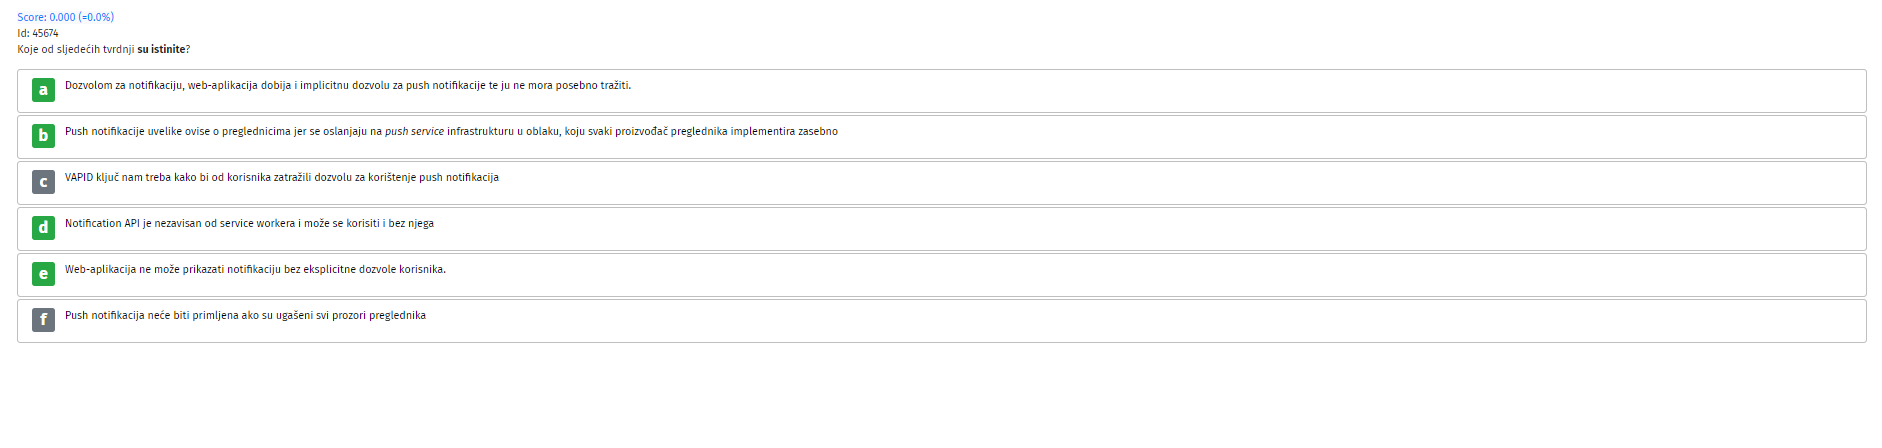 Score: 0.000 (=0.0%)
Id: 45674
Koje od sljedećih tvrdnji su istinite?
a Dozvolom za notifikaciju, web-aplikacija dobija i implicitnu dozvolu za push notifikacije te ju ne mora posebno tražiti.
b Push notifikacije uvelike ovise o preglednicima jer se oslanjaju na push service infrastrukturu u oblaku, koju svaki proizvođač preglednika implementira zasebno
c VAPID ključ nam treba kako bi od korisnika zatražili dozvolu za korištenje push notifikacija
d Notification API je nezavisan od service workera i može se korisiti i bez njega
e Web-aplikacija ne može prikazati notifikaciju bez eksplicitne dozvole korisnika.
f Push notifikacija neće biti primljena ako su ugašeni svi prozori preglednika